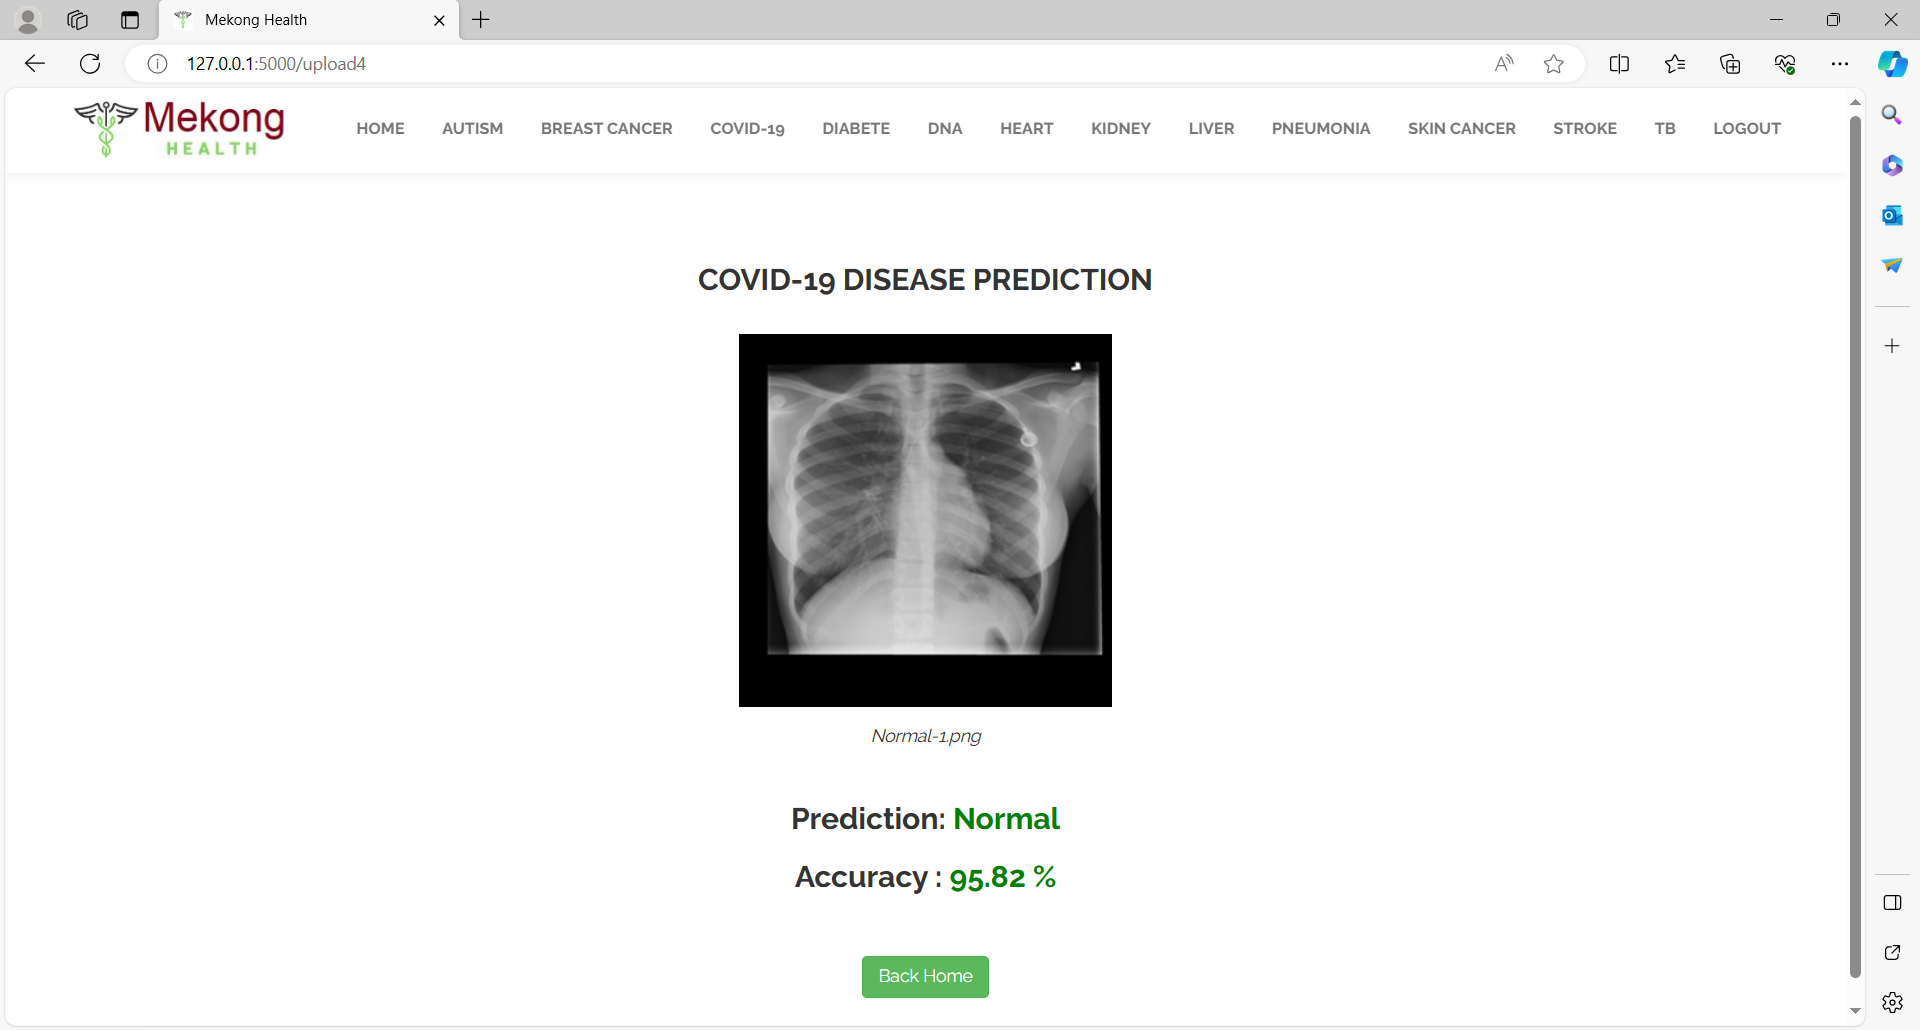 Mekong Health
127.0.0.1:5000/upload4
Mekong
HEALTH
HOME AUTISM BREAST CANCER COVID-19 DIABETE DNA HEART KIDNEY LIVER PNEUMONIA SKIN CANCER STROKE TB LOGOUT
COVID-19 DISEASE PREDICTION
Normal-1.png
Prediction: Normal
Accuracy : 95.82 %
Back Home